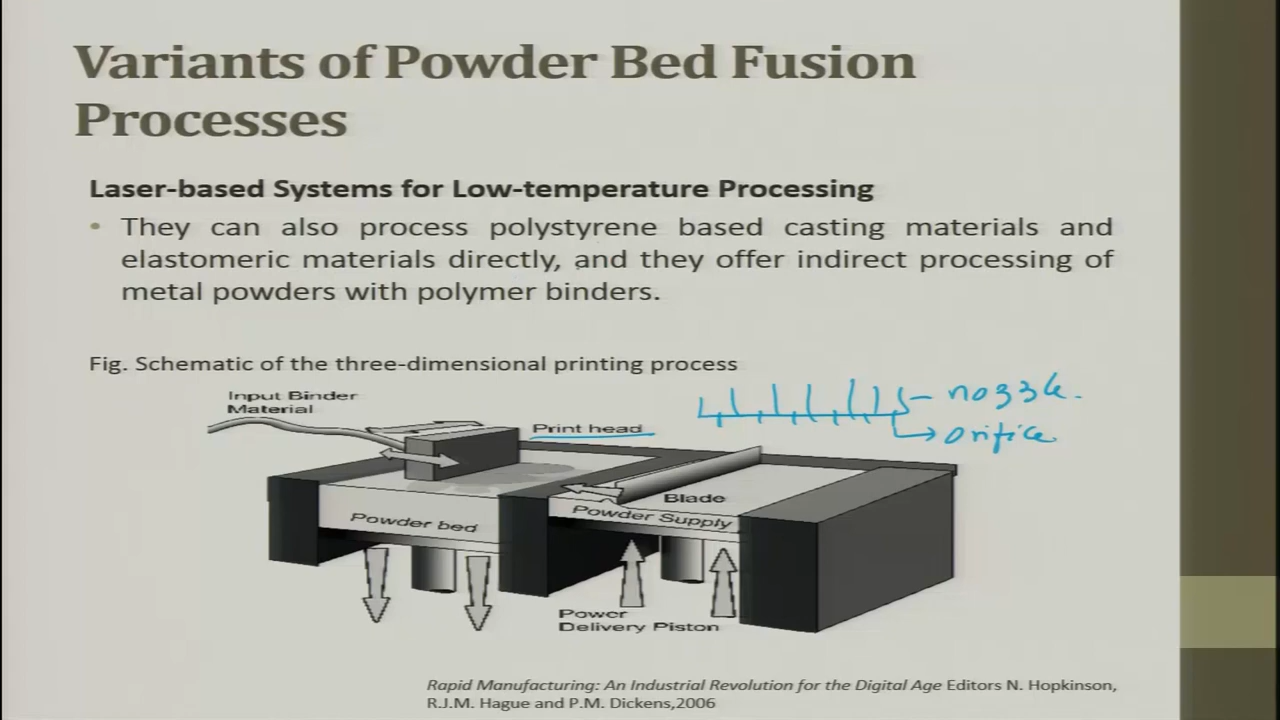 Variants of Powder Bed Fusion
Processes
Laser-based Systems for Low-temperature Processing
• They can also process polystyrene based casting materials and
elastomeric materials directly, and they offer indirect processing of
metal powders with polymer binders.
Fig. Schematic of the three-dimensional printing process
Input Binder
Material
Print head
nozzle.
orifice
Blade
Powder bed
Powder Supply
Power
Delivery Piston
Rapid Manufacturing: An Industrial Revolution for the Digital Age Editors N. Hopkinson,
R.J.M. Hague and P.M. Dickens,2006